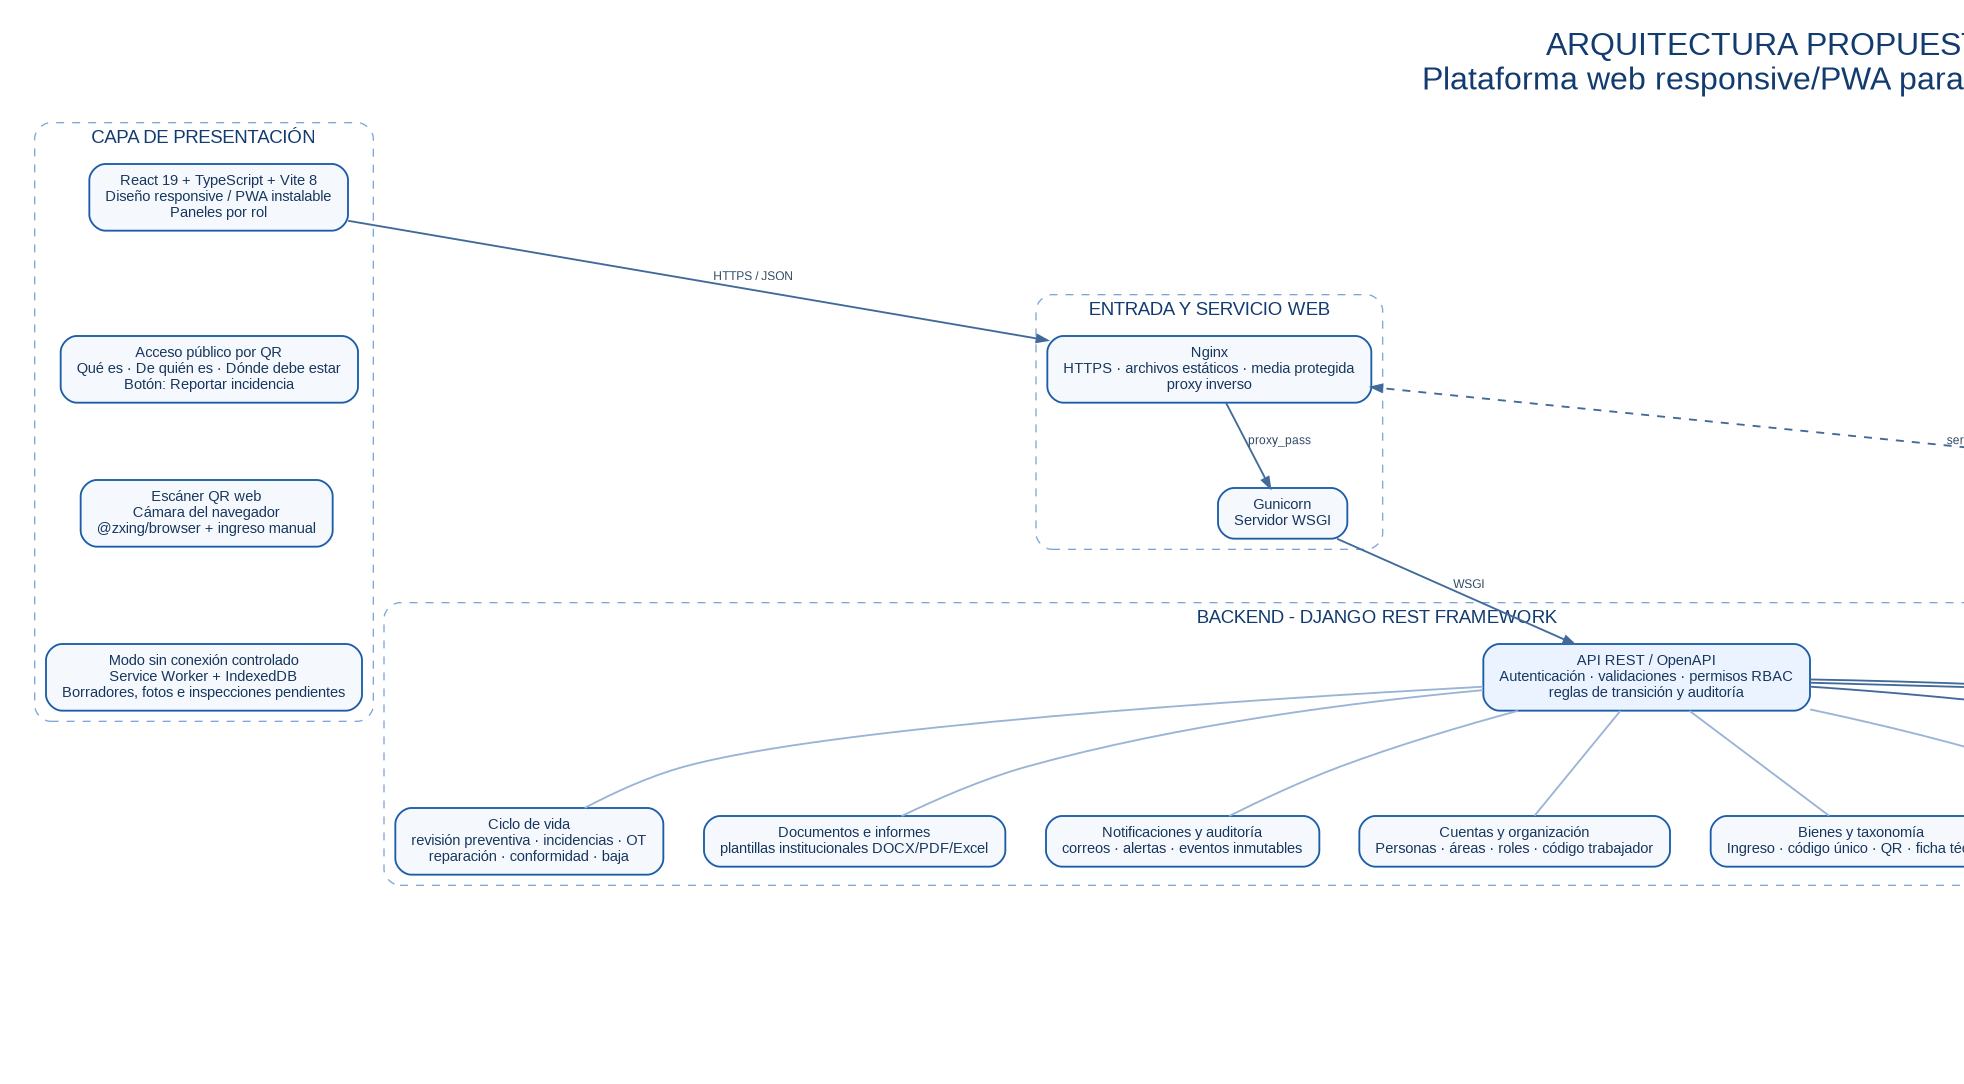 ARQUITECTURA PROPUEST
Plataforma web responsive/PWA para
CAPA DE PRESENTACIÓN
React 19 + TypeScript + Vite 8
Diseño responsive / PWA instalable
Paneles por rol
HTTPS / JSON
ENTRADA Y SERVICIO WEB
Acceso público por QR
Qué es · De quién es · Dónde debe estar
Botón: Reportar incidencia
Nginx
HTTPS · archivos estáticos · media protegida
proxy inverso
proxy_pass
ser
Escáner QR web
Cámara del navegador
@zxing/browser + ingreso manual
Gunicorn
Servidor WSGI
WSGI
BACKEND - DJANGO REST FRAMEWORK
Modo sin conexión controlado
Service Worker + IndexedDB
Borradores, fotos e inspecciones pendientes
API REST / OpenAPI
Autenticación · validaciones · permisos RBAC
reglas de transición y auditoría
Ciclo de vida
revisión preventiva · incidencias · OT
reparación · conformidad · baja
Documentos e informes
plantillas institucionales DOCX/PDF/Excel
Notificaciones y auditoría
correos · alertas · eventos inmutables
Cuentas y organización
Personas · áreas · roles · código trabajador
Bienes y taxonomía
Ingreso · código único · QR · ficha téc